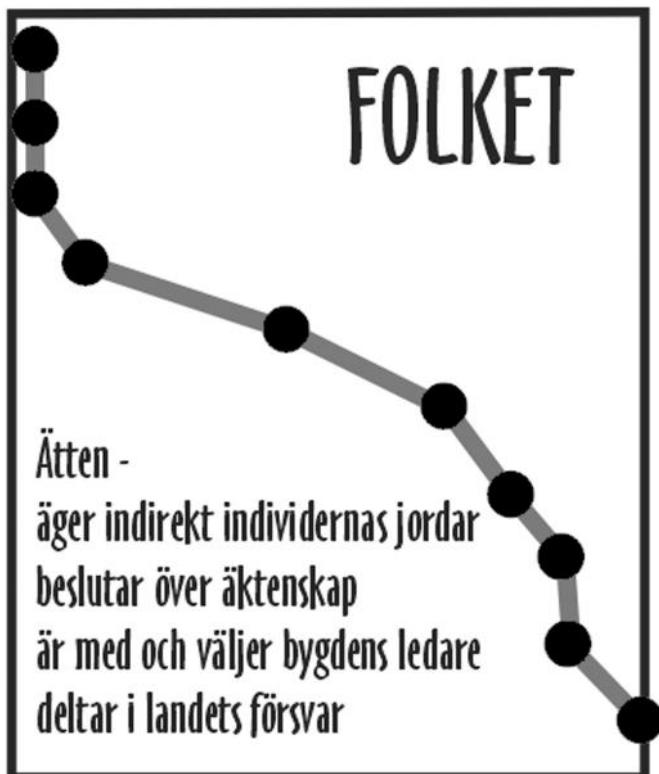 FOLKET
Ätten -
äger indirekt individernas jordar
beslutar över äktenskap
är med och väljer bygdens ledare
deltar i landets försvar